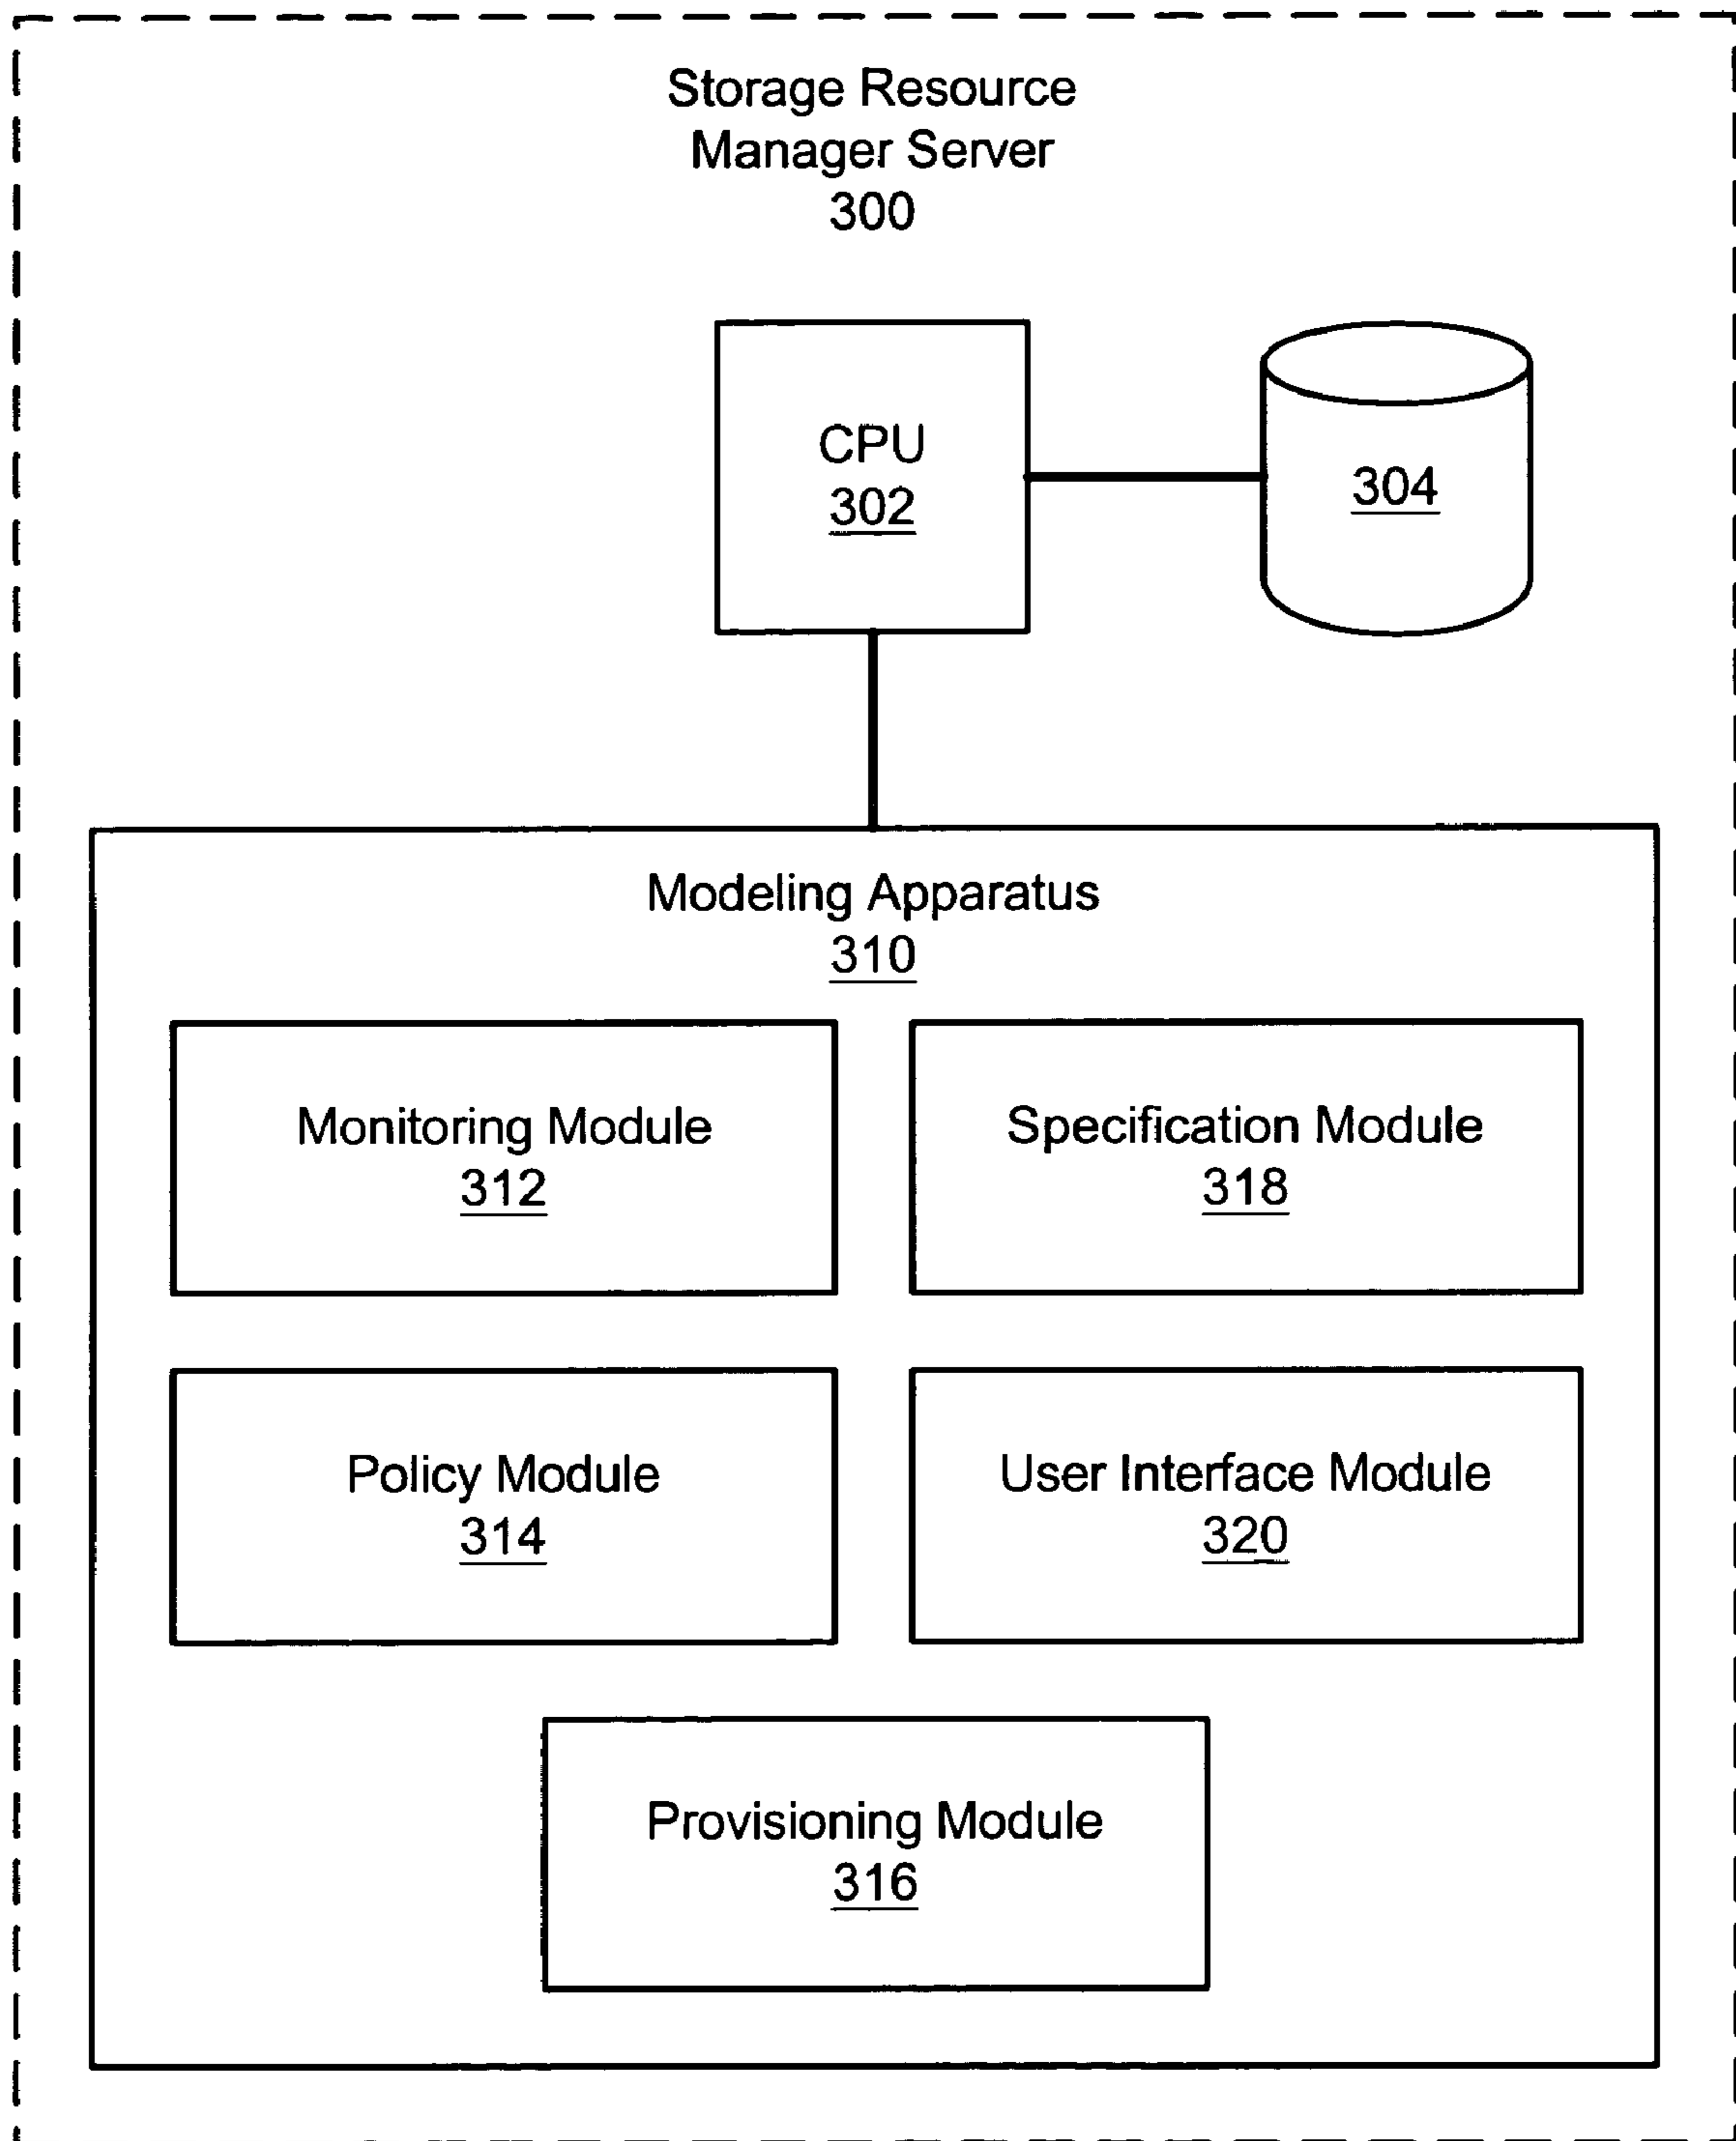 Storage Resource
Manager Server
300
CPU
302
304
Modeling Apparatus
310
Monitoring Module
312
Specification Module
318
Policy Module
314
User Interface Module
320
Provisioning Module
316